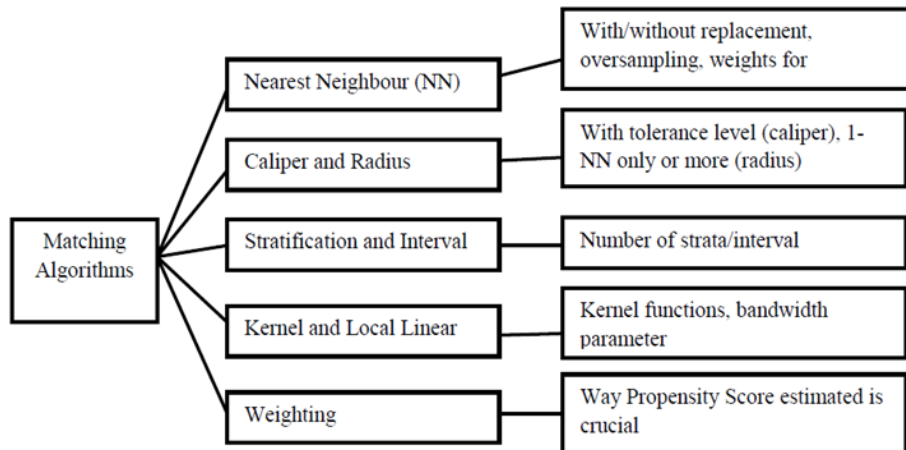 Matching
Algorithms
Nearest Neighbour (NN)
With/without replacement,
oversampling, weights for
Caliper and Radius
With tolerance level (caliper), 1-
NN only or more (radius)
Stratification and Interval
Number of strata/interval
Kernel and Local Linear
Kernel functions, bandwidth
parameter
Weighting
Way Propensity Score estimated is
crucial